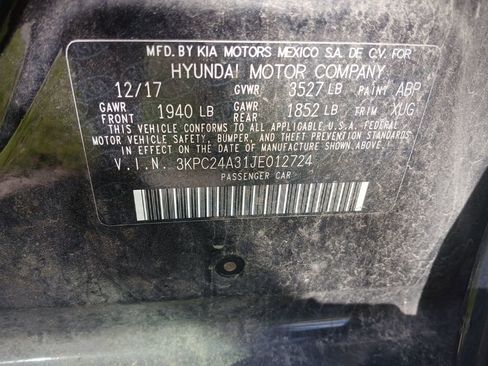 MFD. BY KIA MOTORS MEXICO S.A. DE C.V. FOR
HYUNDAI MOTOR COMPANY
12/17 GVWR 3527 LB PAINT ABP
GAWR FRONT 1940 LB GAWR REAR 1852 LB TRIM XUG
THIS VEHICLE CONFORMS TO ALL APPLICABLE U.S.A. FEDERAL
MOTOR VEHICLE SAFETY, BUMPER, AND THEFT PREVENTION STANDARDS
IN EFFECT ON THE DATE OF MANUFACTURE SHOWN ABOVE.
V.I.N. 3KPC24A31JE012724
PASSENGER CAR